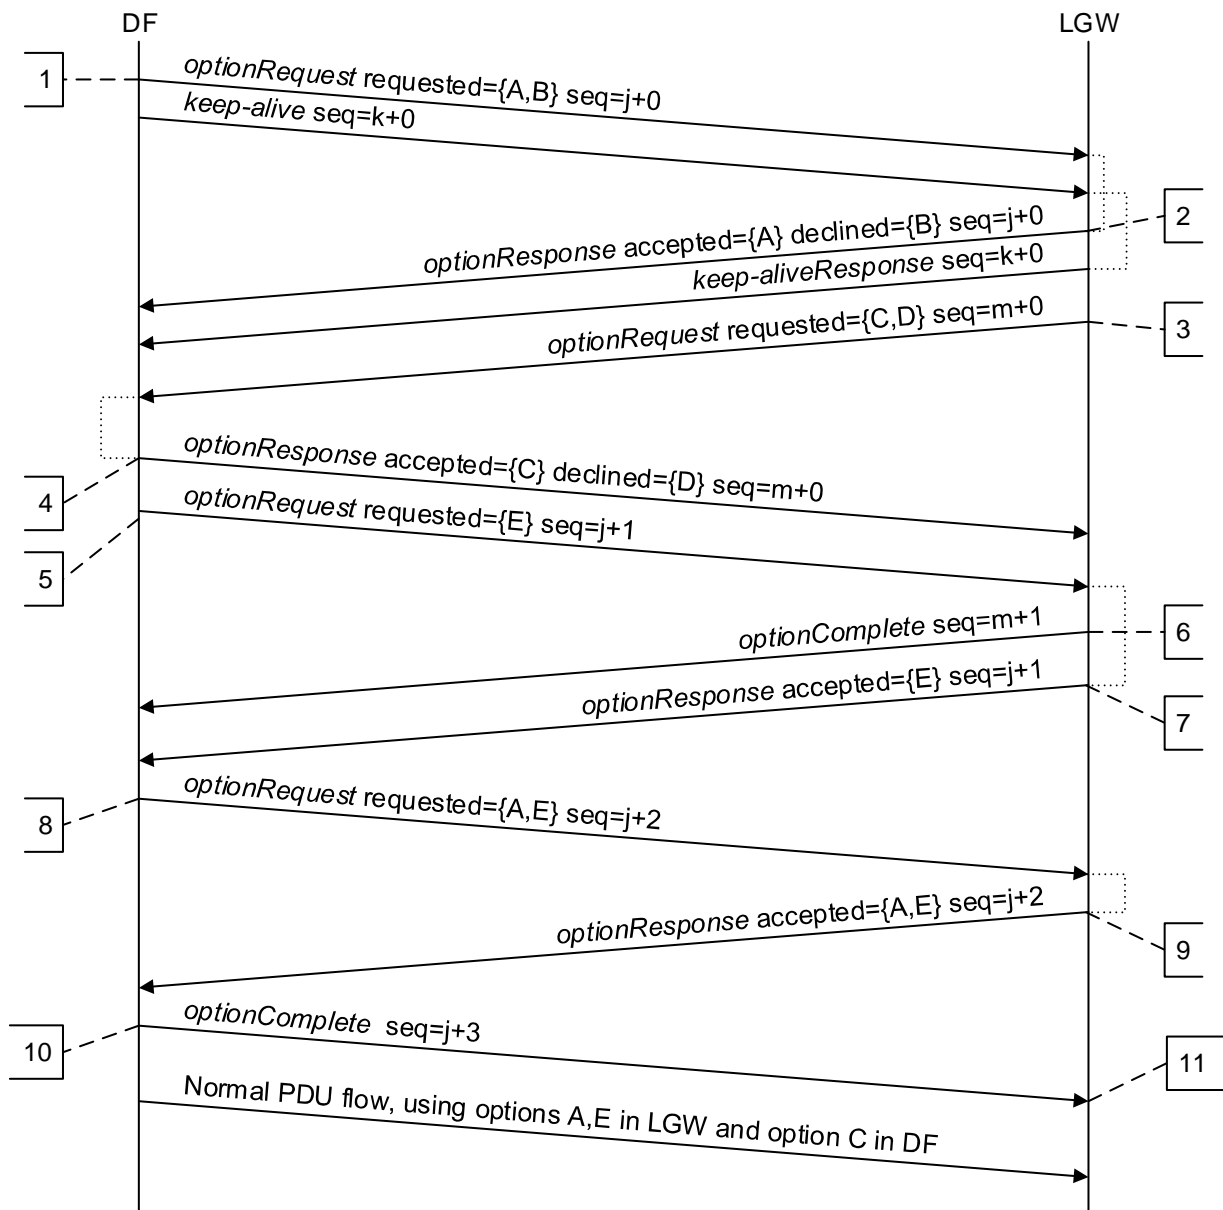 DF
LGW
1
optionRequest requested={A,B} seq=j+0
keep-alive seq=k+0
2
optionResponse accepted={A} declined={B} seq=j+0
keep-aliveResponse seq=k+0
3
optionRequest requested={C,D} seq=m+0
optionResponse accepted={C} declined={D} seq=m+0
4
optionRequest requested={E} seq=j+1
5
optionComplete seq=m+1
6
optionResponse accepted={E} seq=j+1
7
optionRequest requested={A,E} seq=j+2
8
optionResponse accepted={A,E} seq=j+2
9
optionComplete seq=j+3
10
11
Normal PDU flow, using options A,E in LGW and option C in DF